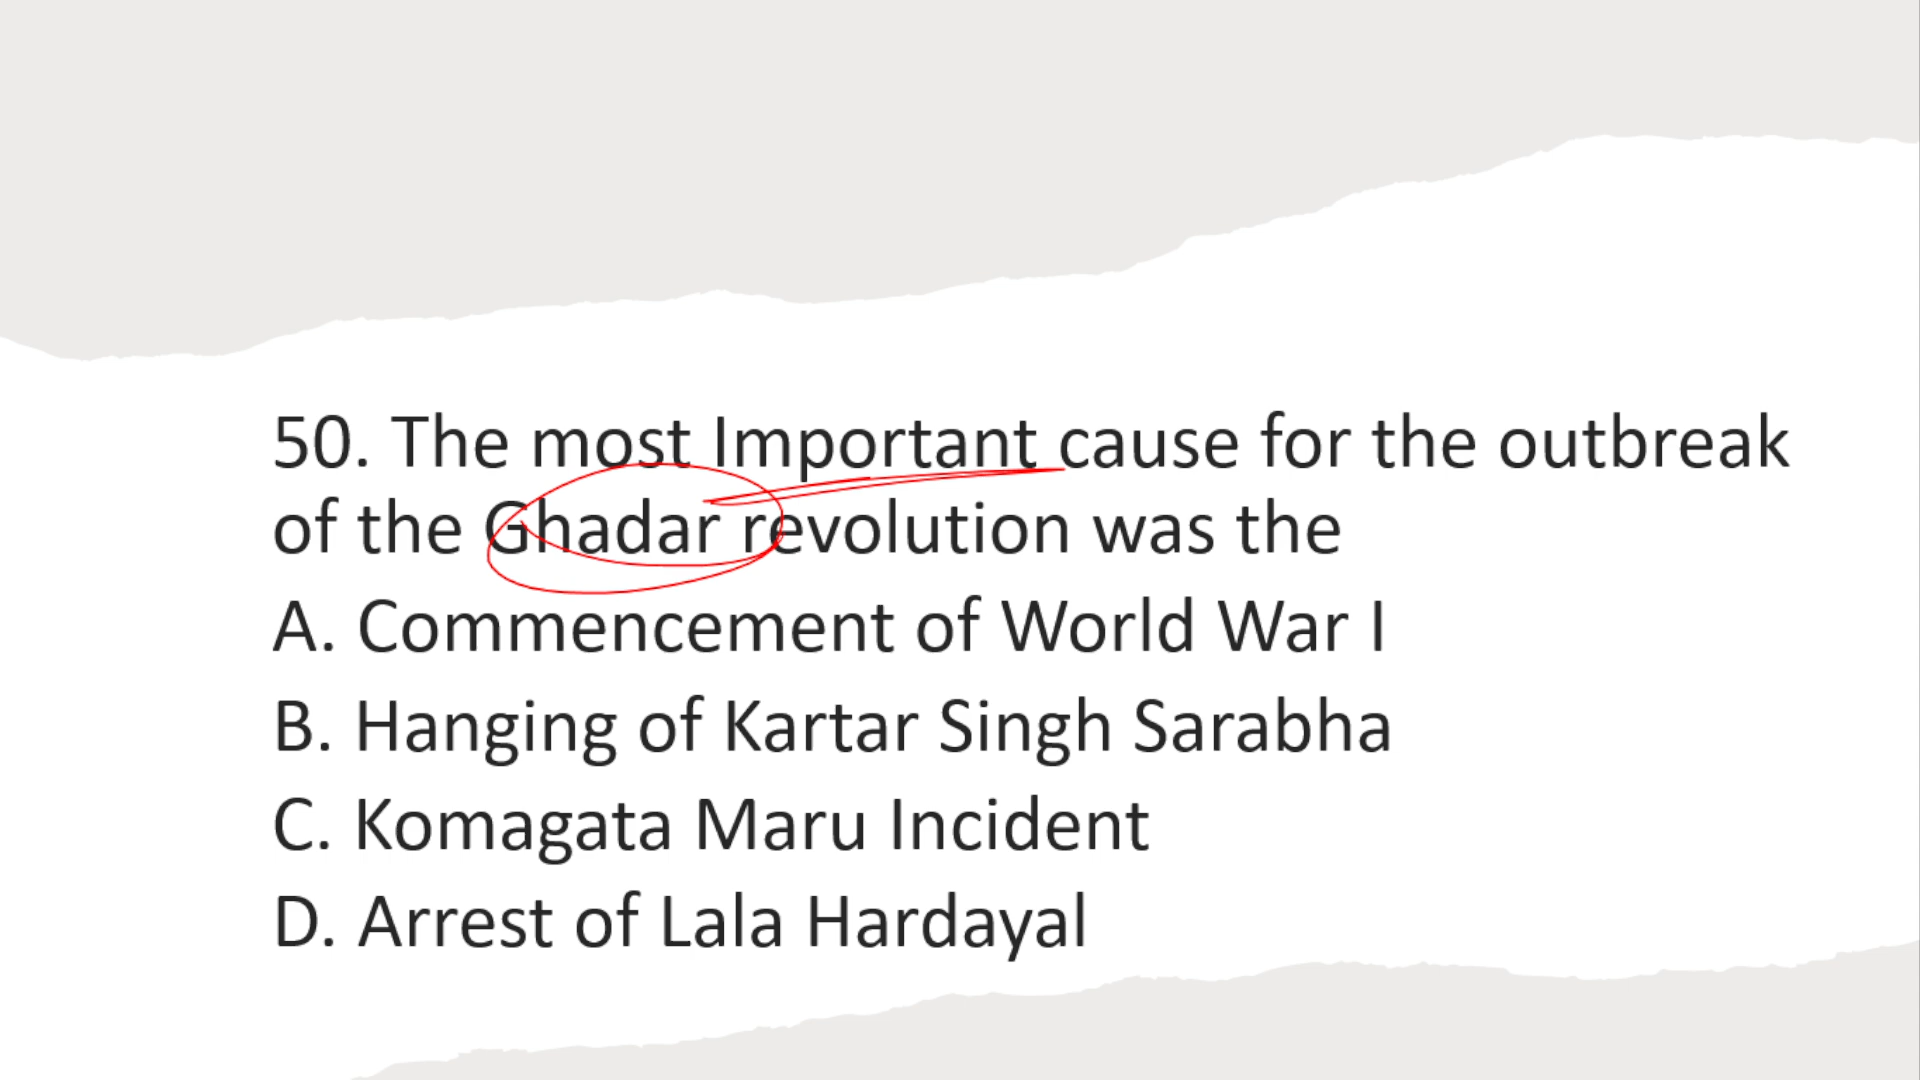 50. The most Important cause for the outbreak
of the Ghadar revolution was the
A. Commencement of World War I
B. Hanging of Kartar Singh Sarabha
C. Komagata Maru Incident
D. Arrest of Lala Hardayal